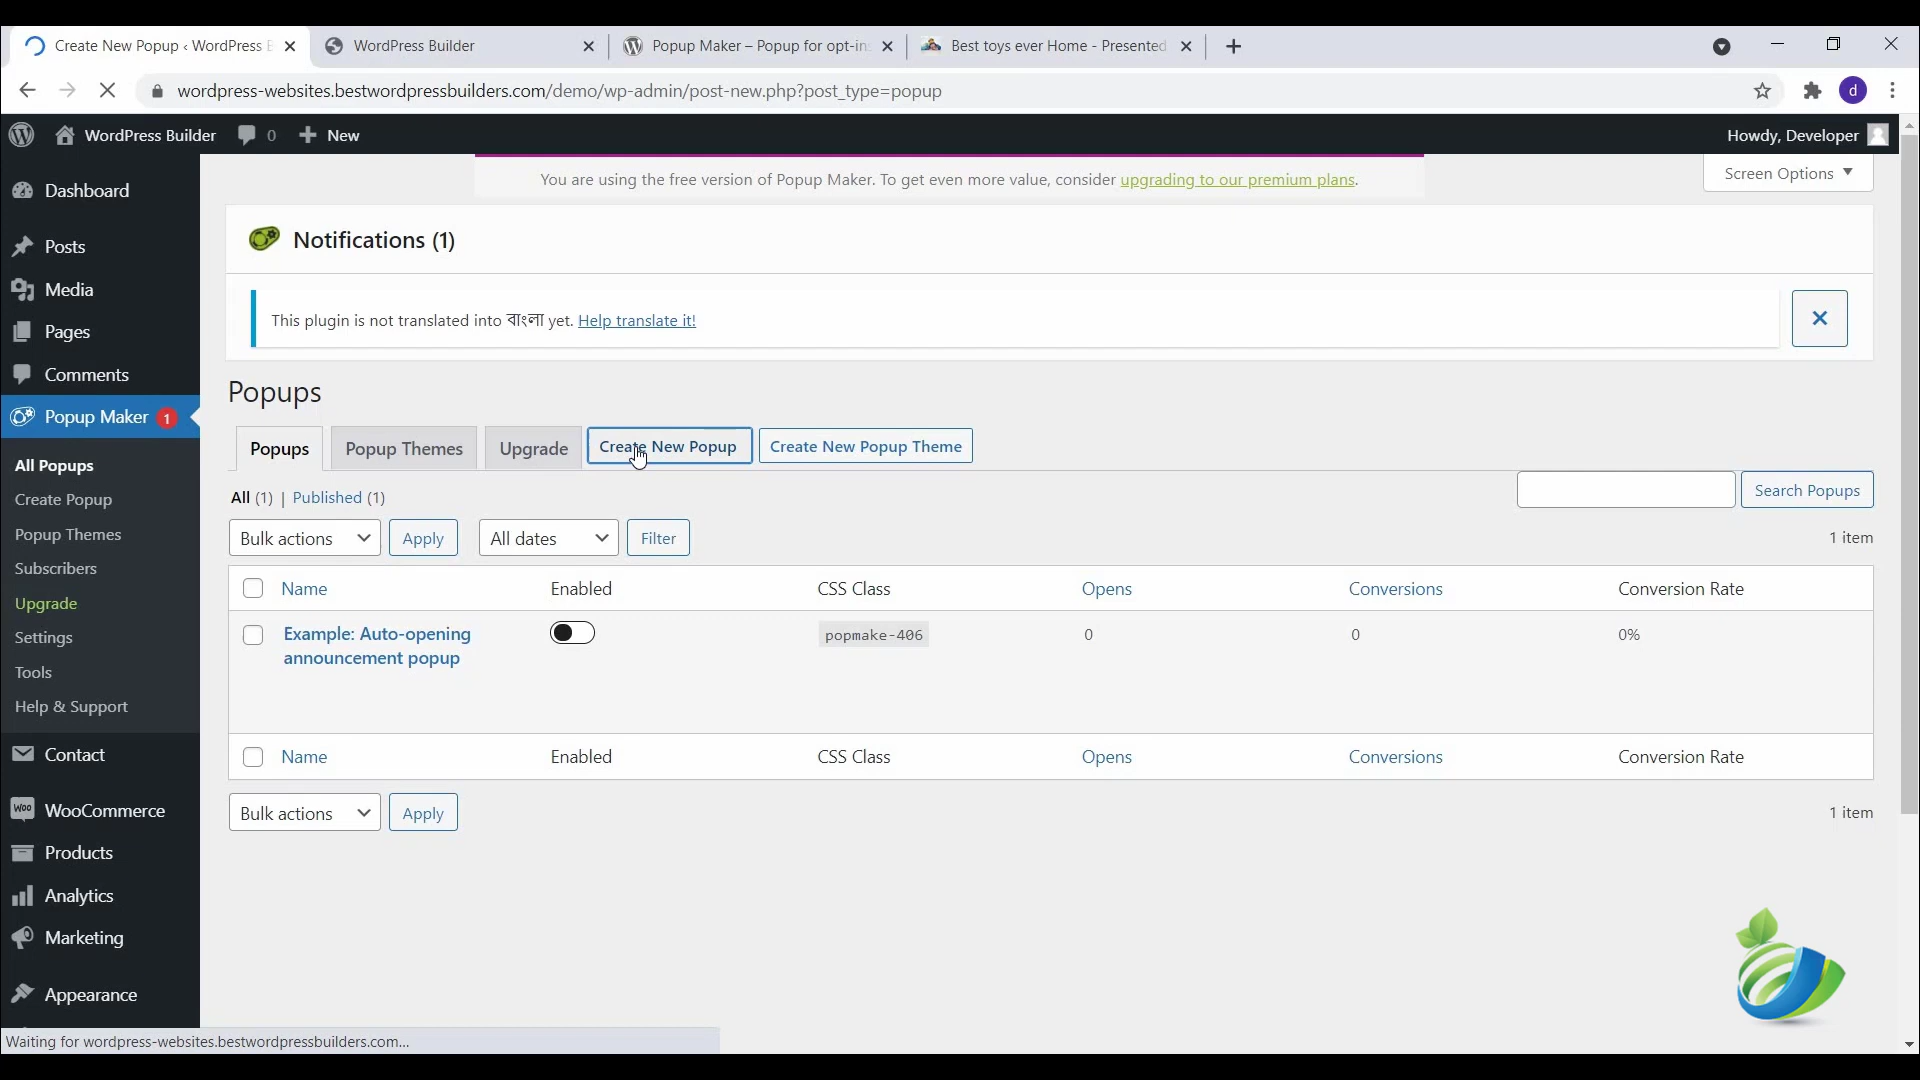 Create New Popup ‹ WordPress B
WordPress Builder
Popup Maker – Popup for opt-ins
Best toys ever Home - Presented
wordpress-websites.bestwordpressbuilders.com/demo/wp-admin/post-new.php?post_type=popup
d
WordPress Builder
0
New
Howdy, Developer
Dashboard
Posts
Media
Pages
Comments
Popup Maker 1
All Popups
Create Popup
Popup Themes
Subscribers
Upgrade
Settings
Tools
Help & Support
Contact
WooCommerce
Products
Analytics
Marketing
Appearance
You are using the free version of Popup Maker. To get even more value, consider upgrading to our premium plans.
Screen Options
Notifications (1)
This plugin is not translated into বাংলা yet. Help translate it!
Popups
Popups
Popup Themes
Upgrade
Create New Popup
Create New Popup Theme
All (1) | Published (1)
Search Popups
Bulk actions
Apply
All dates
Filter
1 item
Name
Enabled
CSS Class
Opens
Conversions
Conversion Rate
Example: Auto-opening
announcement popup
popmake-406
0
0
0%
Name
Enabled
CSS Class
Opens
Conversions
Conversion Rate
Bulk actions
Apply
1 item
Waiting for wordpress-websites.bestwordpressbuilders.com...